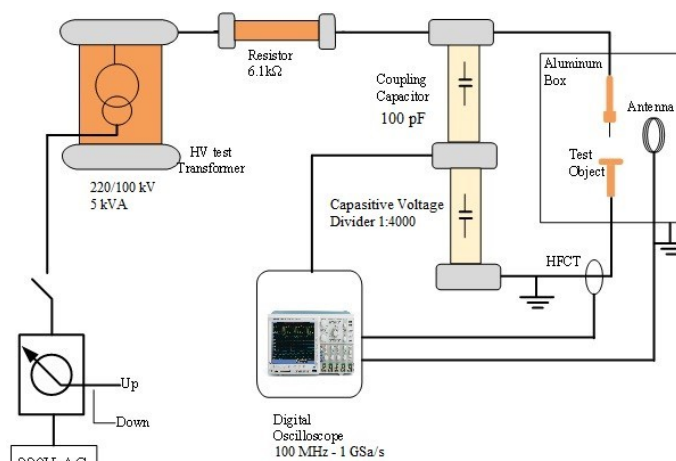 Resistor
6.1kΩ
Coupling
Capacitor
100 pF
Aluminum
Box
Antenna
Test
Object
HV test
Transformer
220/100 kV
5 kVA
Capasitive Voltage
Divider 1:4000
HFCT
Up
Down
Digital
Oscilloscope
100 MHz - 1 GSa/s